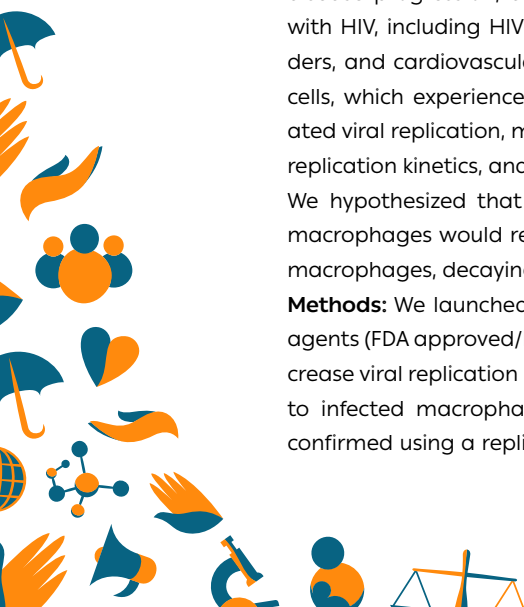 with HIV, including HIV
ders, and cardiovascul
cells, which experience
ated viral replication, m
replication kinetics, and
We hypothesized that
macrophages would re
macrophages, decaying
Methods: We launched
agents (FDA approved/
crease viral replication
to infected macropha
confirmed using a repli